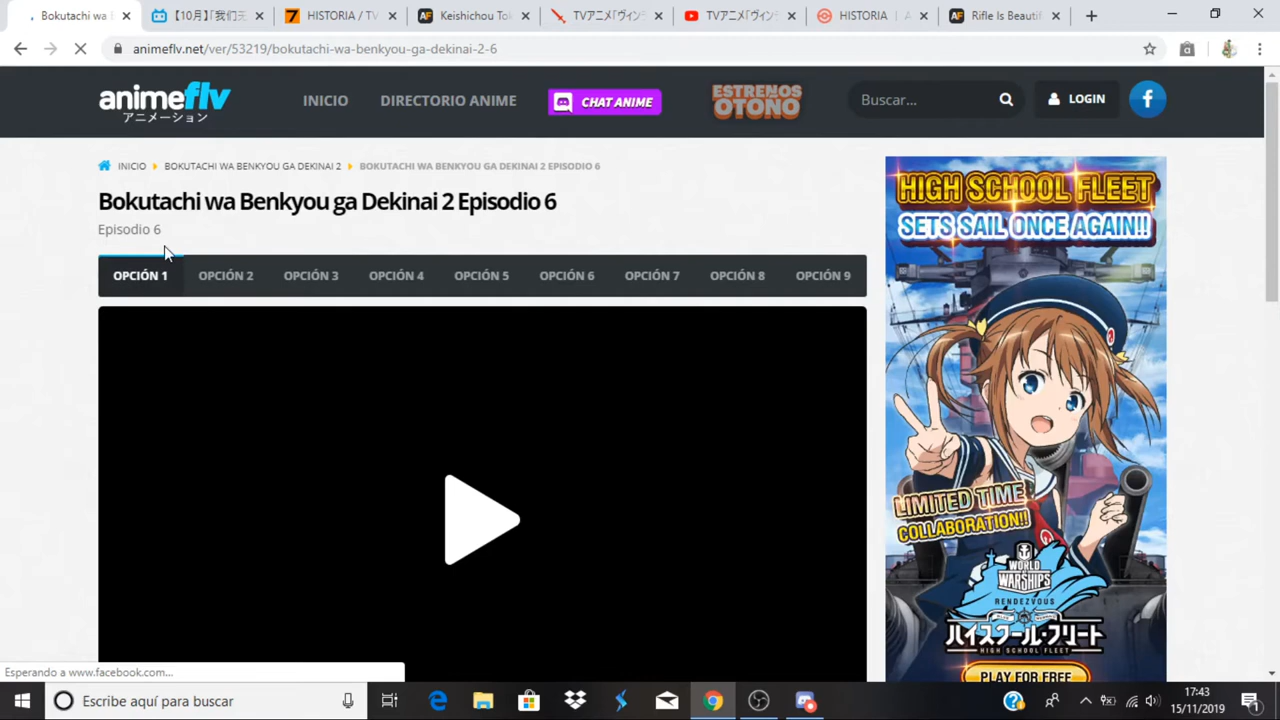 Bokutachi wa B
【10月】「我们无
HISTORIA / TV
Keishichou Tok
TVアニメ「ヴィン
TVアニメ「ヴィン
HISTORIA | A
Rifle Is Beautif
animeflv.net/ver/53219/bokutachi-wa-benkyou-ga-dekinai-2-6
animeflv
アニメーション
INICIO
DIRECTORIO ANIME
CHAT ANIME
ESTRENOS
OTOÑO
Buscar...
LOGIN
INICIO
BOKUTACHI WA BENKYOU GA DEKINAI 2
BOKUTACHI WA BENKYOU GA DEKINAI 2 EPISODIO 6
Bokutachi wa Benkyou ga Dekinai 2 Episodio 6
Episodio 6
OPCIÓN 1
OPCIÓN 2
OPCIÓN 3
OPCIÓN 4
OPCIÓN 5
OPCIÓN 6
OPCIÓN 7
OPCIÓN 8
OPCIÓN 9
HIGH SCHOOL FLEET
SETS SAIL ONCE AGAIN!!
LIMITED TIME
COLLABORATION!!
WORLD
OF
WARSHIPS
RENDEZVOUS
ハイスクール・フリート
HIGH SCHOOL FLEET
PLAY FOR FREE
Esperando a www.facebook.com...
Escribe aquí para buscar
17:43
15/11/2019